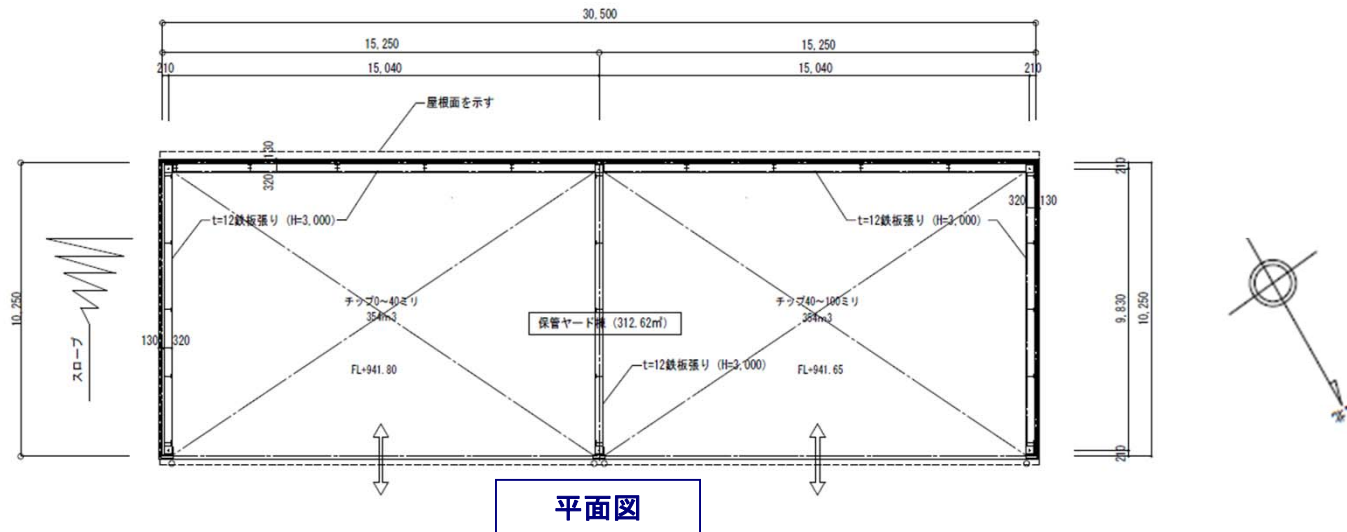 30,500
15,250
15,250
210
15,040
15,040
210
屋根面を示す
130
320
210
t=12鉄板張り (H=3,000)
t=12鉄板張り (H=3,000)
320
130
10,250
スロープ
チップ0～40ミリ
354m3
チップ40～100ミリ
354m3
保管ヤード棟 (312.62㎡)
9,830
10,250
130
320
FL+941.80
t=12鉄板張り (H=3,000)
FL+941.65
210
平面図